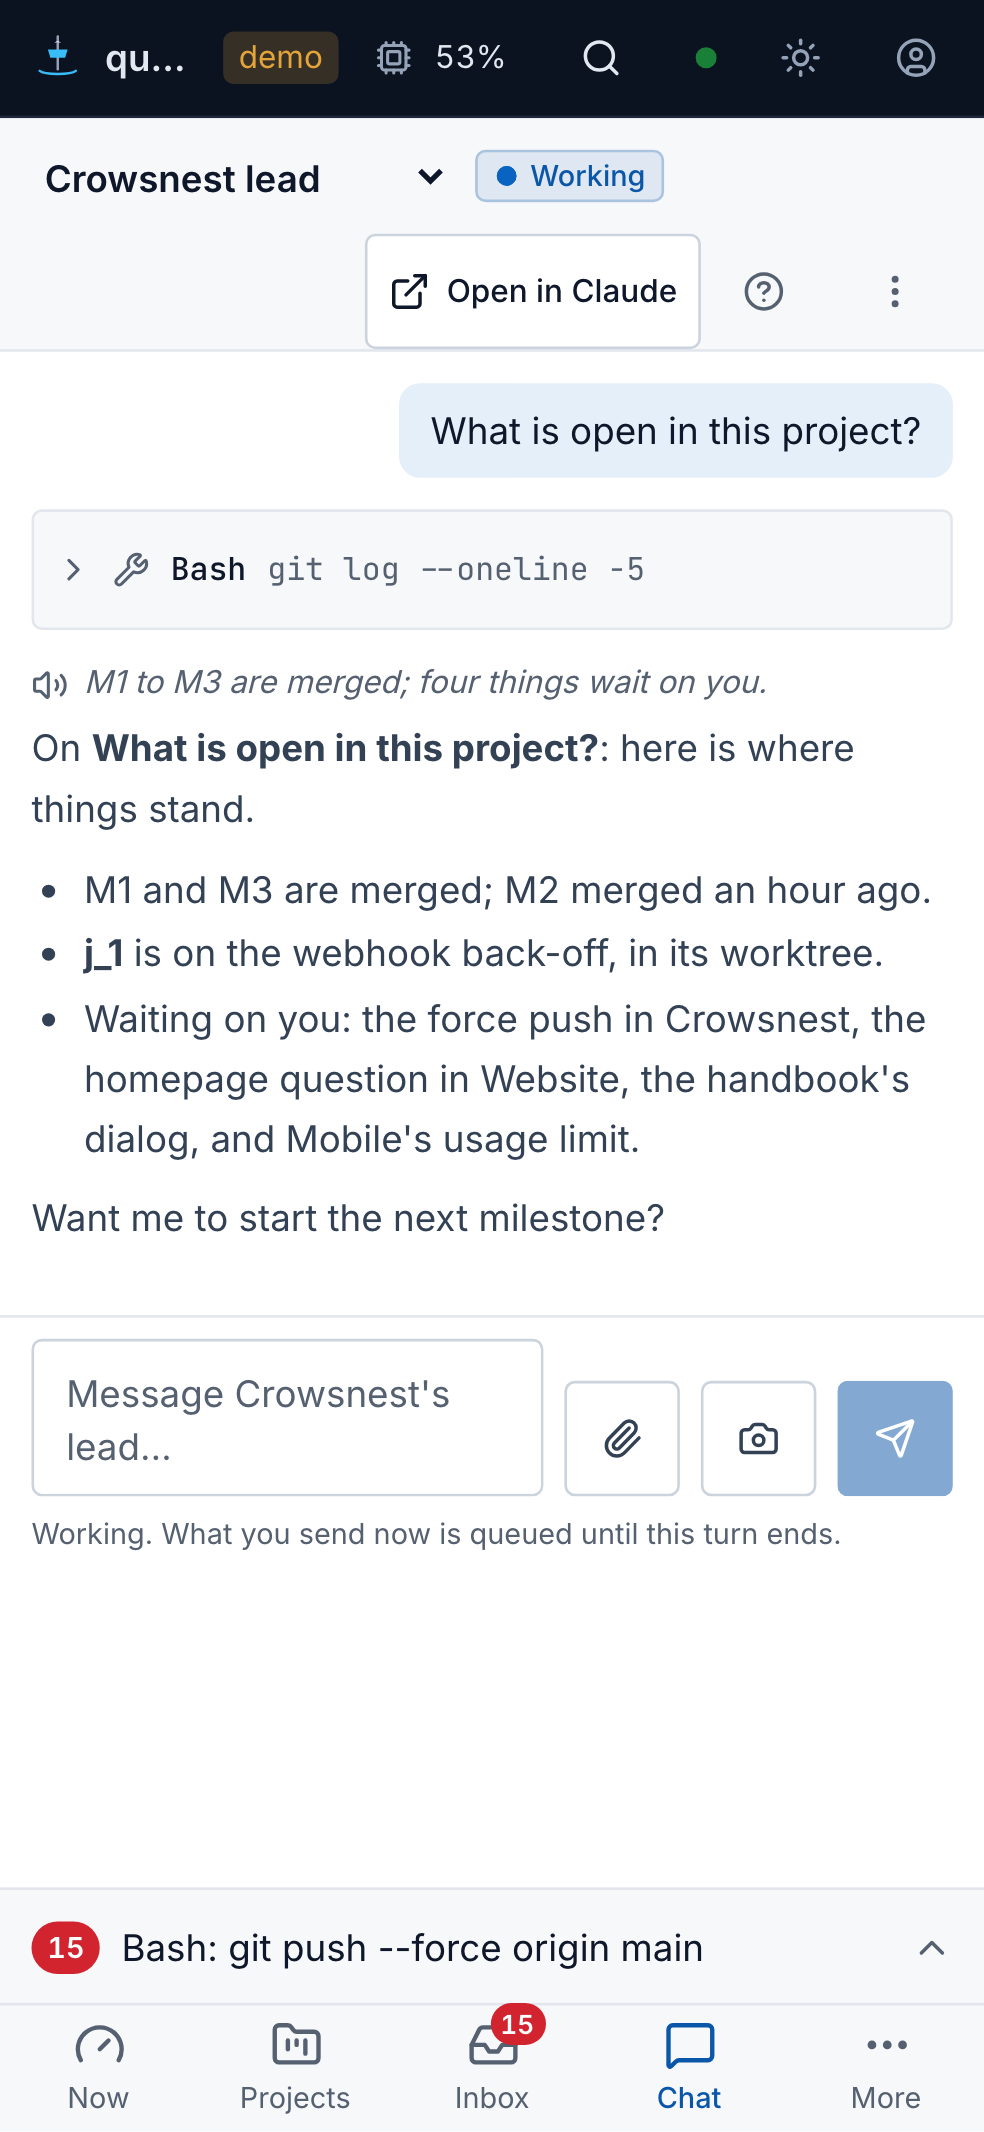 qu...
demo
53%
Crowsnest lead
Working
Open in Claude
What is open in this project?
Bash git log --oneline -5
M1 to M3 are merged; four things wait on you.
On What is open in this project?: here is where
things stand.
M1 and M3 are merged; M2 merged an hour ago.
j_1 is on the webhook back-off, in its worktree.
Waiting on you: the force push in Crowsnest, the
homepage question in Website, the handbook's
dialog, and Mobile's usage limit.
Want me to start the next milestone?
Message Crowsnest's
lead...
Working. What you send now is queued until this turn ends.
15 Bash: git push --force origin main
15
Now
Projects
Inbox
Chat
More